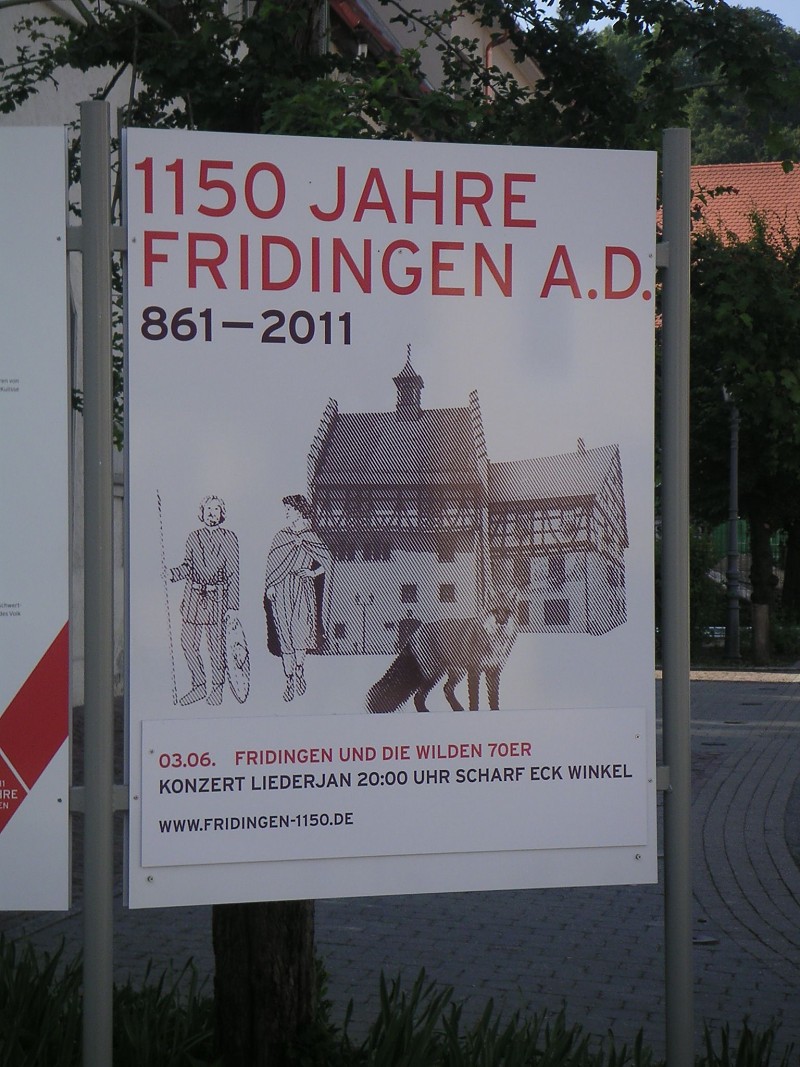 1150 JAHRE
FRIDINGEN A.D.
861–2011
03.06. FRIDINGEN UND DIE WILDEN 70ER
KONZERT LIEDERJAN 20:00 UHR SCHARF ECK WINKEL
WWW.FRIDINGEN-1150.DE